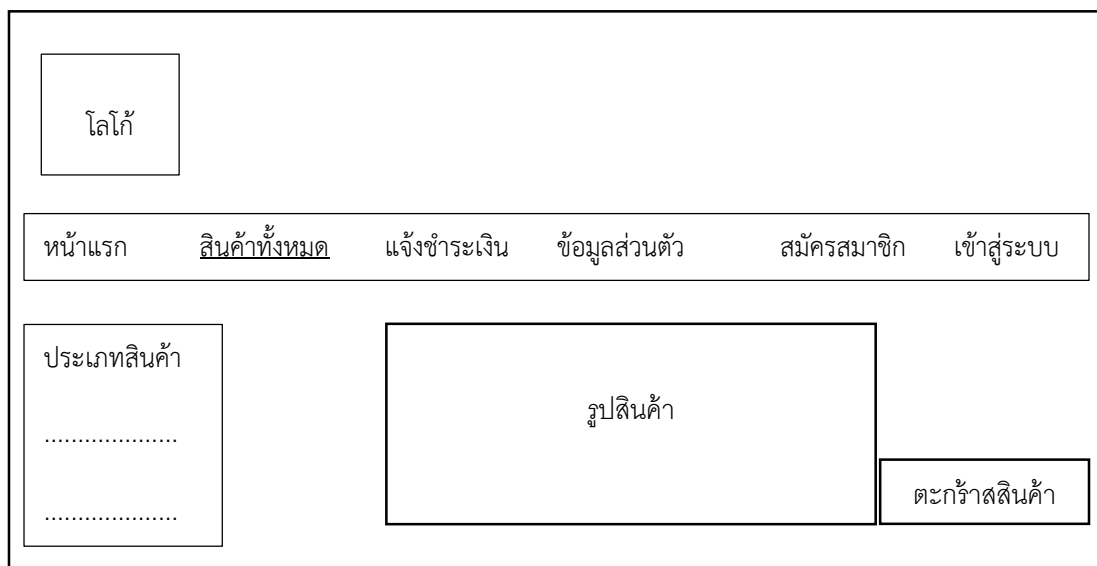 โลโก้
หน้าแรก สินค้าทั้งหมด แจ้งชำระเงิน ข้อมูลส่วนตัว สมัครสมาชิก เข้าสู่ระบบ
ประเภทสินค้า
....................
....................
รูปสินค้า
ตะกร้าสสินค้า